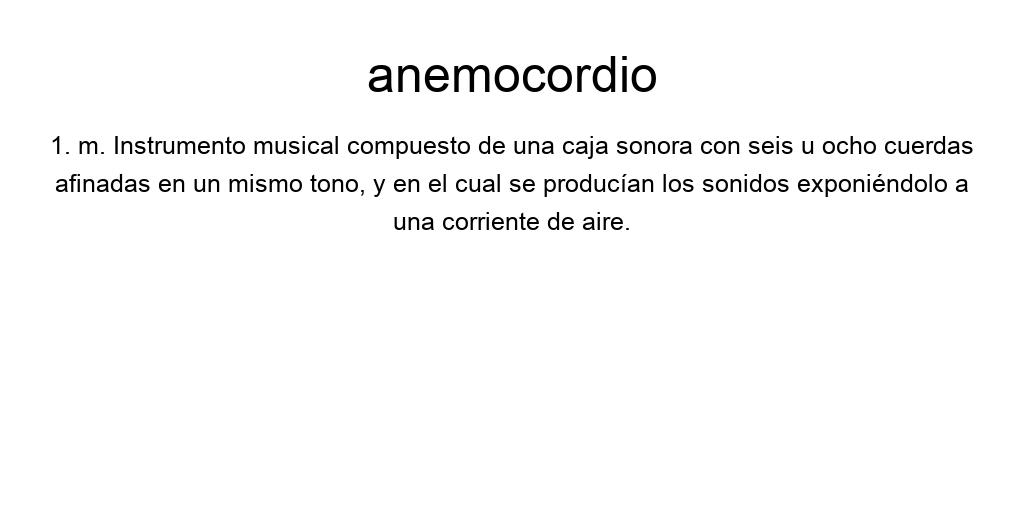 anemocordio
1. m. Instrumento musical compuesto de una caja sonora con seis u ocho cuerdas
afinadas en un mismo tono, y en el cual se producían los sonidos exponiéndolo a
una corriente de aire.